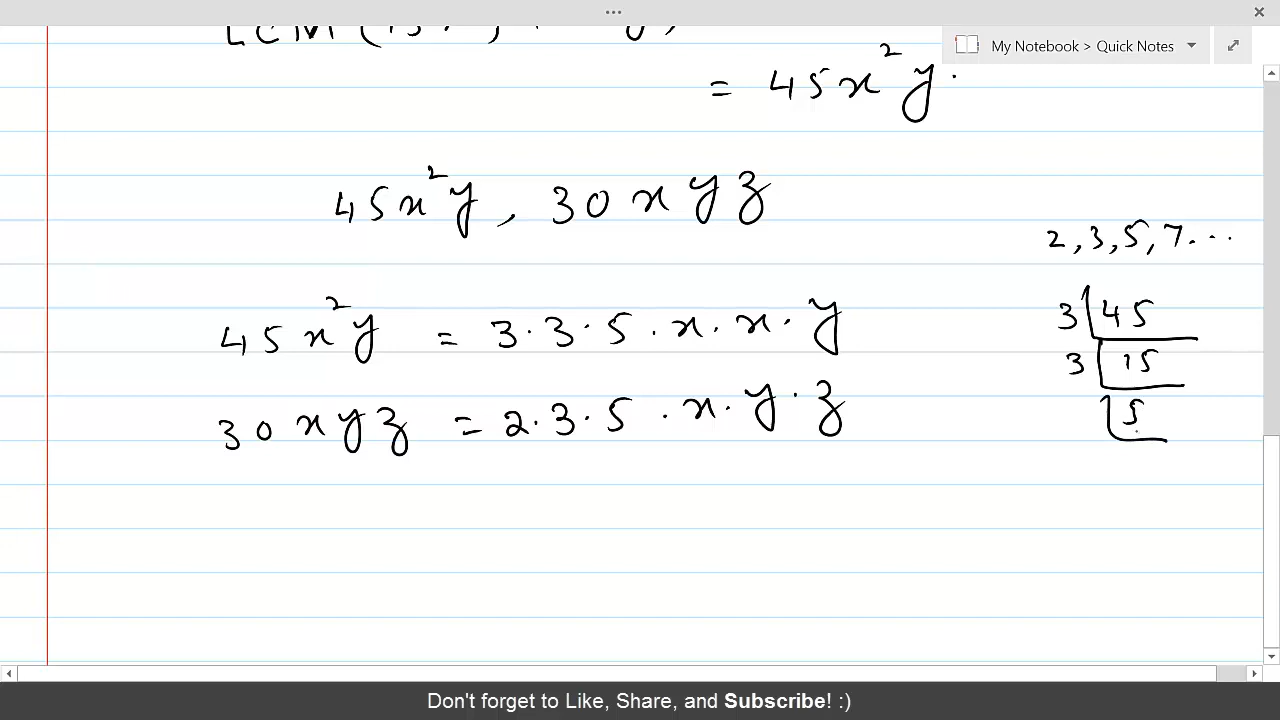 ...
My Notebook > Quick Notes
= 45x²y.
45x²y, 30xyz
2, 3, 5, 7...
45x²y = 3·3·5·x·x·y
3 45
3 15
30xyz = 2·3·5·x·y·z
5
Don't forget to Like, Share, and Subscribe! :)